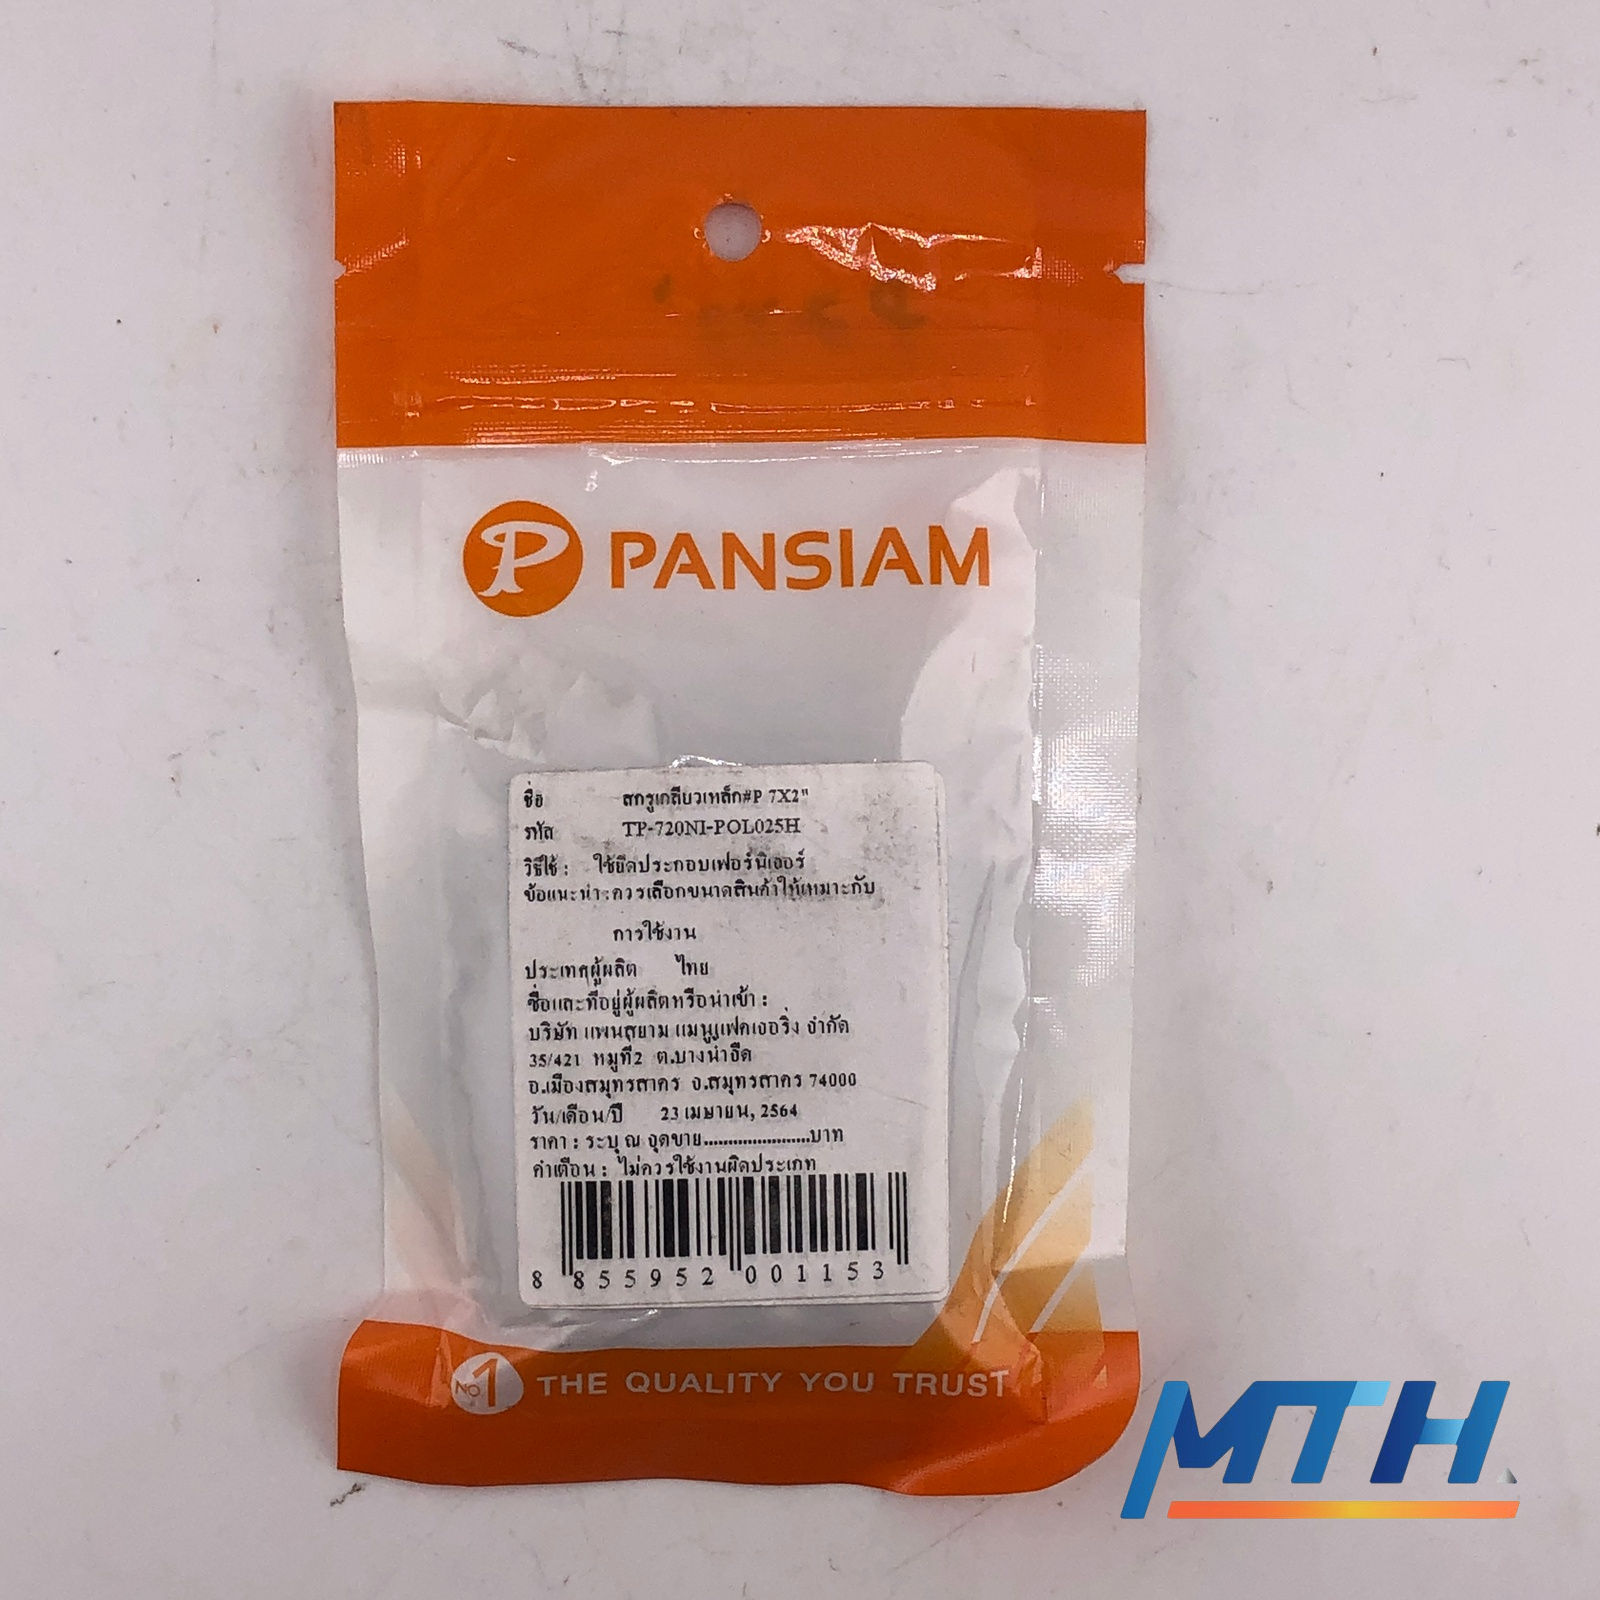 PANSIAM
ชื่อ สกรูเกลียวเหล็ก#P 7X2"
รหัส TP-720NI-POL025H
วิธีใช้ : ใช้ยึดประกอบเฟอร์นิเจอร์
ข้อแนะนำ :ควรเลือกขนาดสินค้าให้เหมาะกับ
การใช้งาน
ประเทศผู้ผลิต ไทย
ชื่อและที่อยู่ผู้ผลิตหรือนำเข้า :
บริษัท แพนสยาม แมนูแฟคเจอริ่ง จำกัด
35/421 หมู่ที่2 ต.บางน้ำจืด
อ.เมืองสมุทรสาคร จ.สมุทรสาคร 74000
วัน/เดือน/ปี 23 เมษายน, 2564
ราคา : ระบุ ณ จุดขาย......................บาท
คำเตือน : ไม่ควรใช้งานผิดประเภท
8 855952 001153
No.1 THE QUALITY YOU TRUST
MTH